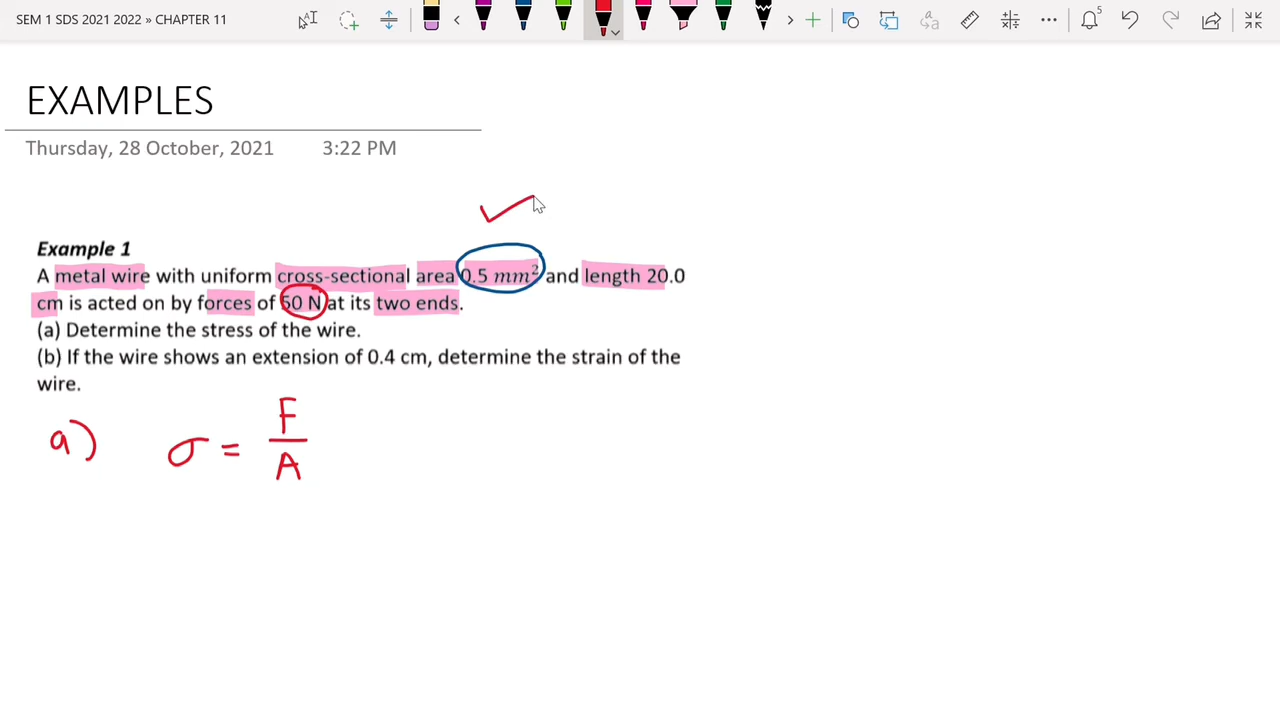 SEM 1 SDS 2021 2022 » CHAPTER 11
5
EXAMPLES
Thursday, 28 October, 2021 3:22 PM
Example 1
A metal wire with uniform cross-sectional area 0.5 mm² and length 20.0
cm is acted on by forces of 50 N at its two ends.
(a) Determine the stress of the wire.
(b) If the wire shows an extension of 0.4 cm, determine the strain of the
wire.
a) σ = F/A